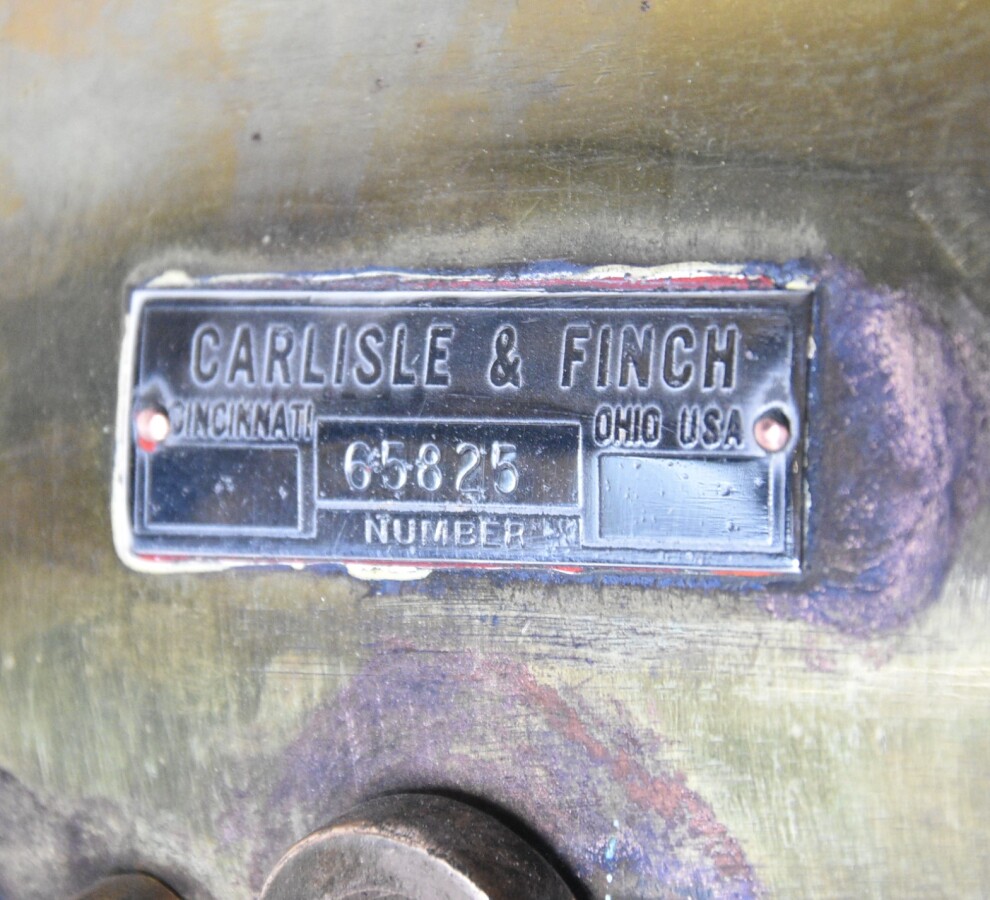 CARLISLE & FINCH
CINCINNATI OHIO USA
65825
NUMBER